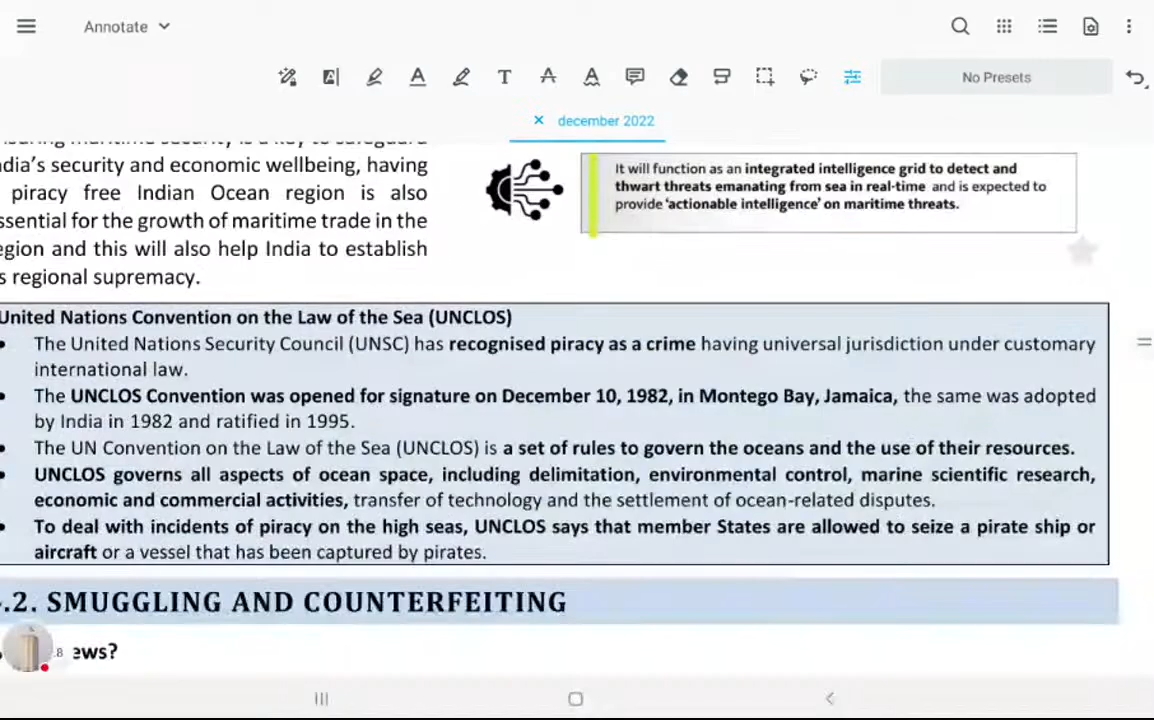 Annotate
No Presets
december 2022
dia's security and economic wellbeing, having
piracy free Indian Ocean region is also
ssential for the growth of maritime trade in the
egion and this will also help India to establish
s regional supremacy.
It will function as an integrated intelligence grid to detect and
thwart threats emanating from sea in real-time and is expected to
provide 'actionable intelligence' on maritime threats.
United Nations Convention on the Law of the Sea (UNCLOS)
The United Nations Security Council (UNSC) has recognised piracy as a crime having universal jurisdiction under customary
international law.
The UNCLOS Convention was opened for signature on December 10, 1982, in Montego Bay, Jamaica, the same was adopted
by India in 1982 and ratified in 1995.
The UN Convention on the Law of the Sea (UNCLOS) is a set of rules to govern the oceans and the use of their resources.
UNCLOS governs all aspects of ocean space, including delimitation, environmental control, marine scientific research,
economic and commercial activities, transfer of technology and the settlement of ocean-related disputes.
To deal with incidents of piracy on the high seas, UNCLOS says that member States are allowed to seize a pirate ship or
aircraft or a vessel that has been captured by pirates.
.2. SMUGGLING AND COUNTERFEITING
8 ews?